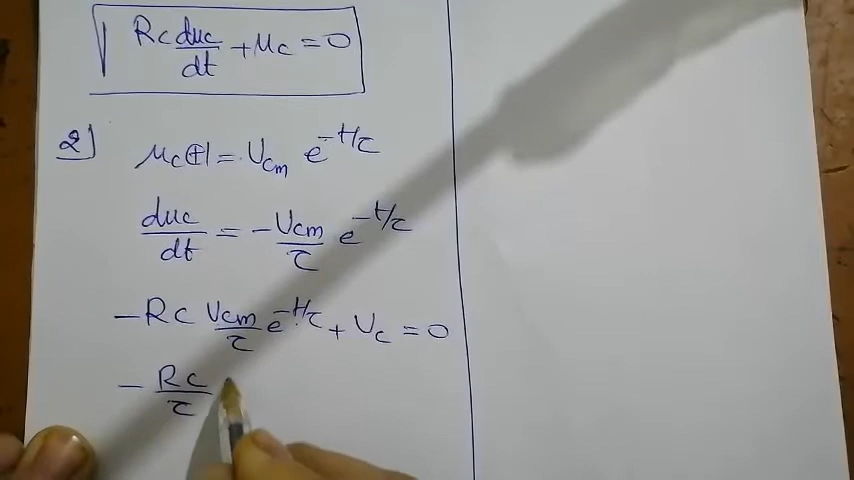 Rc duc/dt + uc = 0
2] uc(t) = Ucm e^-t/τ
duc/dt = - Ucm/τ e^-t/τ
- Rc Ucm/τ e^-t/τ + Uc = 0
- Rc/τ